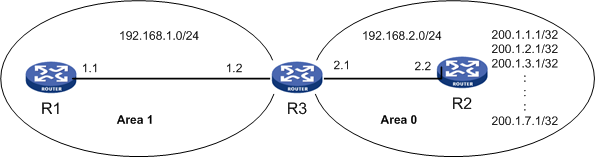 192.168.1.0/24
192.168.2.0/24
200.1.1.1/32
200.1.2.1/32
200.1.3.1/32
:
:
:
200.1.7.1/32
1.1
1.2
2.1
2.2
ROUTER
ROUTER
ROUTER
R1
R3
R2
Area 1
Area 0